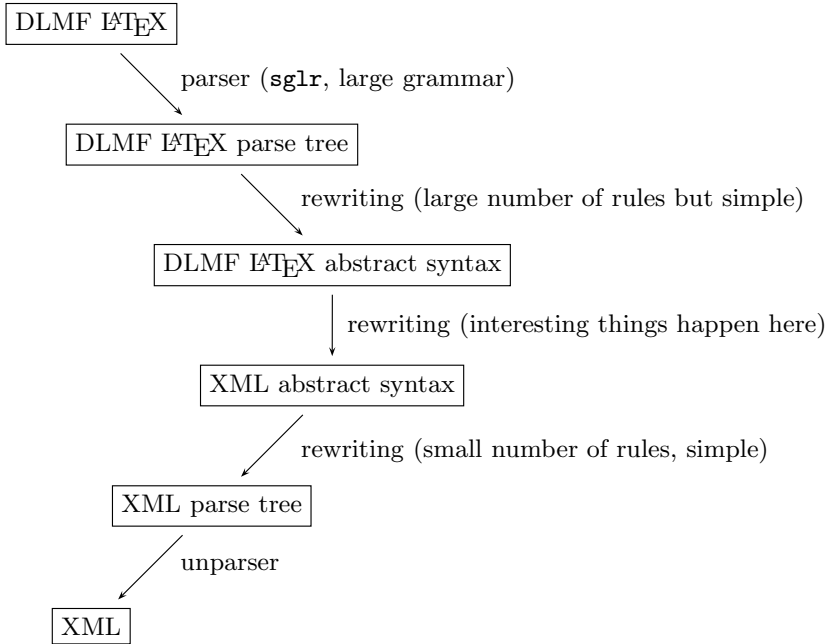 DLMF LATEX
parser (sglr, large grammar)
DLMF LATEX parse tree
rewriting (large number of rules but simple)
DLMF LATEX abstract syntax
rewriting (interesting things happen here)
XML abstract syntax
rewriting (small number of rules, simple)
XML parse tree
unparser
XML